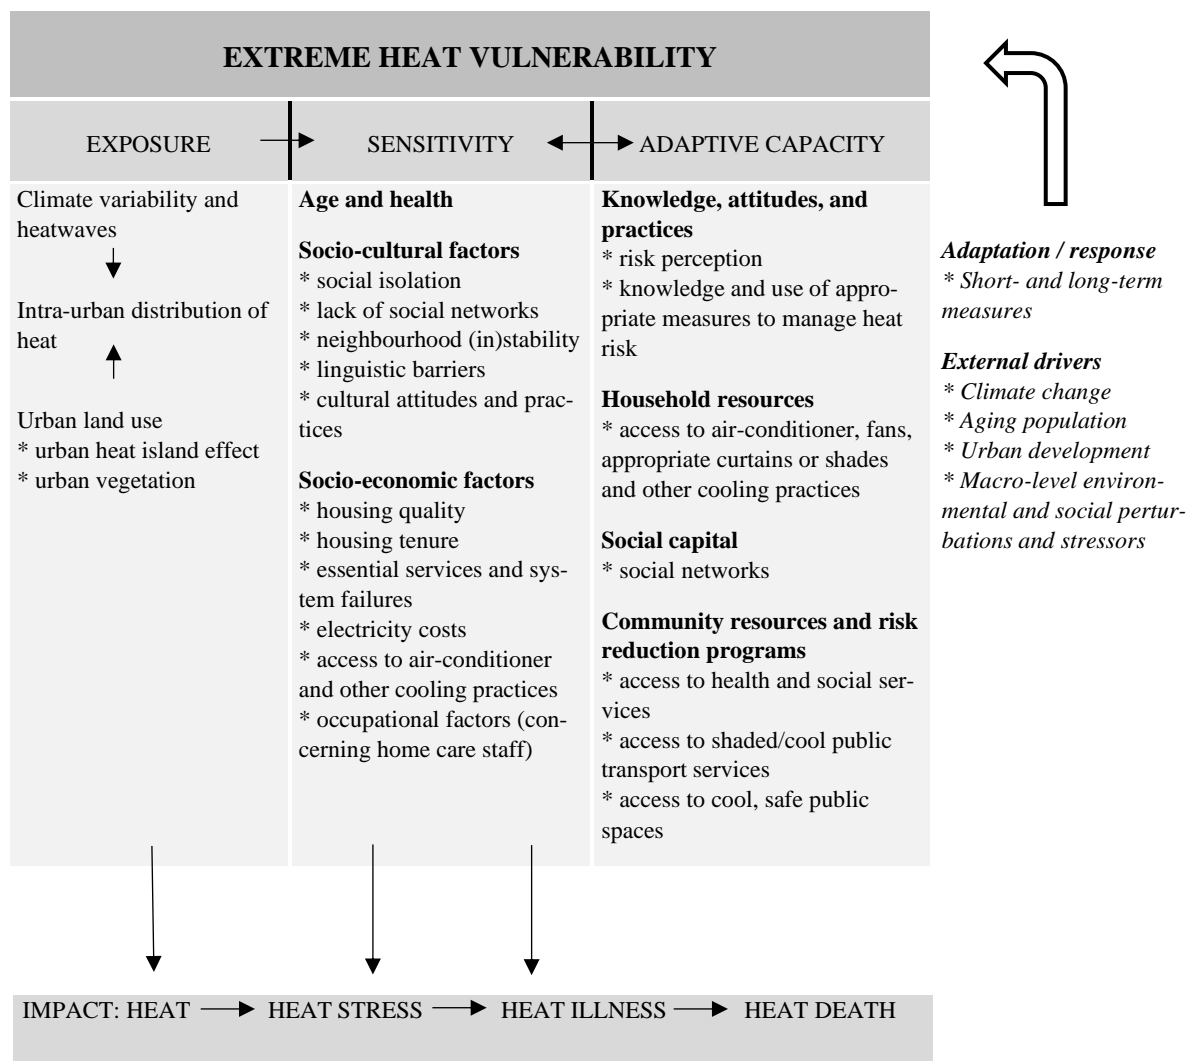 EXTREME HEAT VULNERABILITY
EXPOSURE
SENSITIVITY
ADAPTIVE CAPACITY
Climate variability and
heatwaves
Intra-urban distribution of
heat
Urban land use
* urban heat island effect
* urban vegetation
Age and health
Socio-cultural factors
* social isolation
* lack of social networks
* neighbourhood (in)stability
* linguistic barriers
* cultural attitudes and prac-
tices
Socio-economic factors
* housing quality
* housing tenure
* essential services and sys-
tem failures
* electricity costs
* access to air-conditioner
and other cooling practices
* occupational factors (con-
cerning home care staff)
Knowledge, attitudes, and
practices
* risk perception
* knowledge and use of appro-
priate measures to manage heat
risk
Household resources
* access to air-conditioner, fans,
appropriate curtains or shades
and other cooling practices
Social capital
* social networks
Community resources and risk
reduction programs
* access to health and social ser-
vices
* access to shaded/cool public
transport services
* access to cool, safe public
spaces
Adaptation / response
* Short- and long-term
measures
External drivers
* Climate change
* Aging population
* Urban development
* Macro-level environ-
mental and social pertur-
bations and stressors
IMPACT: HEAT
HEAT STRESS
HEAT ILLNESS
HEAT DEATH